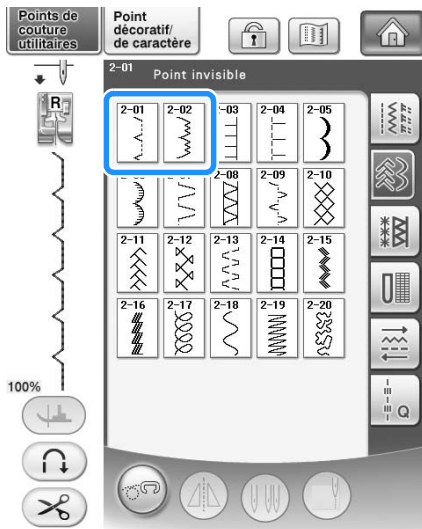 Points de
couture
utilitaires
Point
décoratif/
de caractère
2-01
Point invisible
R
2-01 2-02 2-03 2-04 2-05
2-08 2-09 2-10
2-11 2-12 2-13 2-14 2-15
2-16 2-17 2-18 2-19 2-20
100%
Q